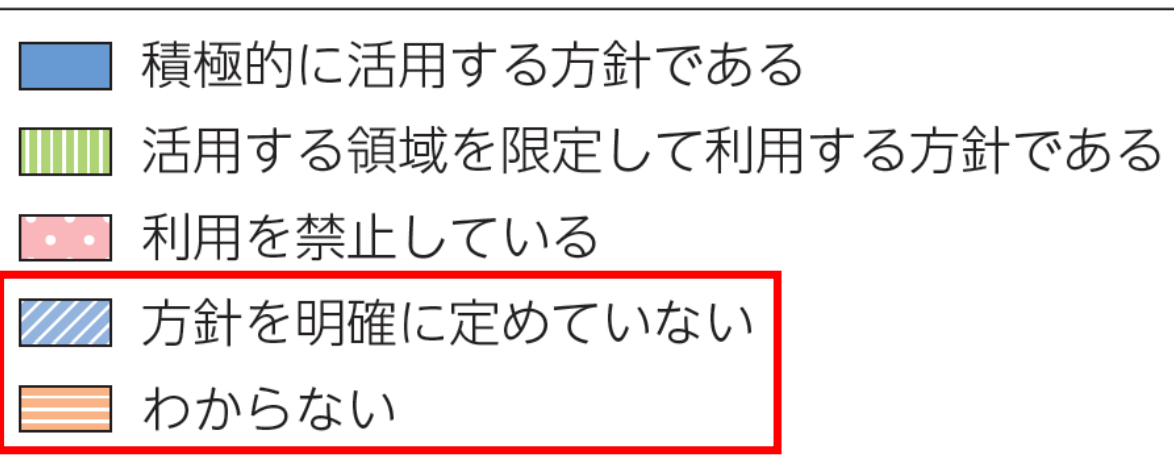 積極的に活用する方針である
活用する領域を限定して利用する方針である
利用を禁止している
方針を明確に定めていない
わからない